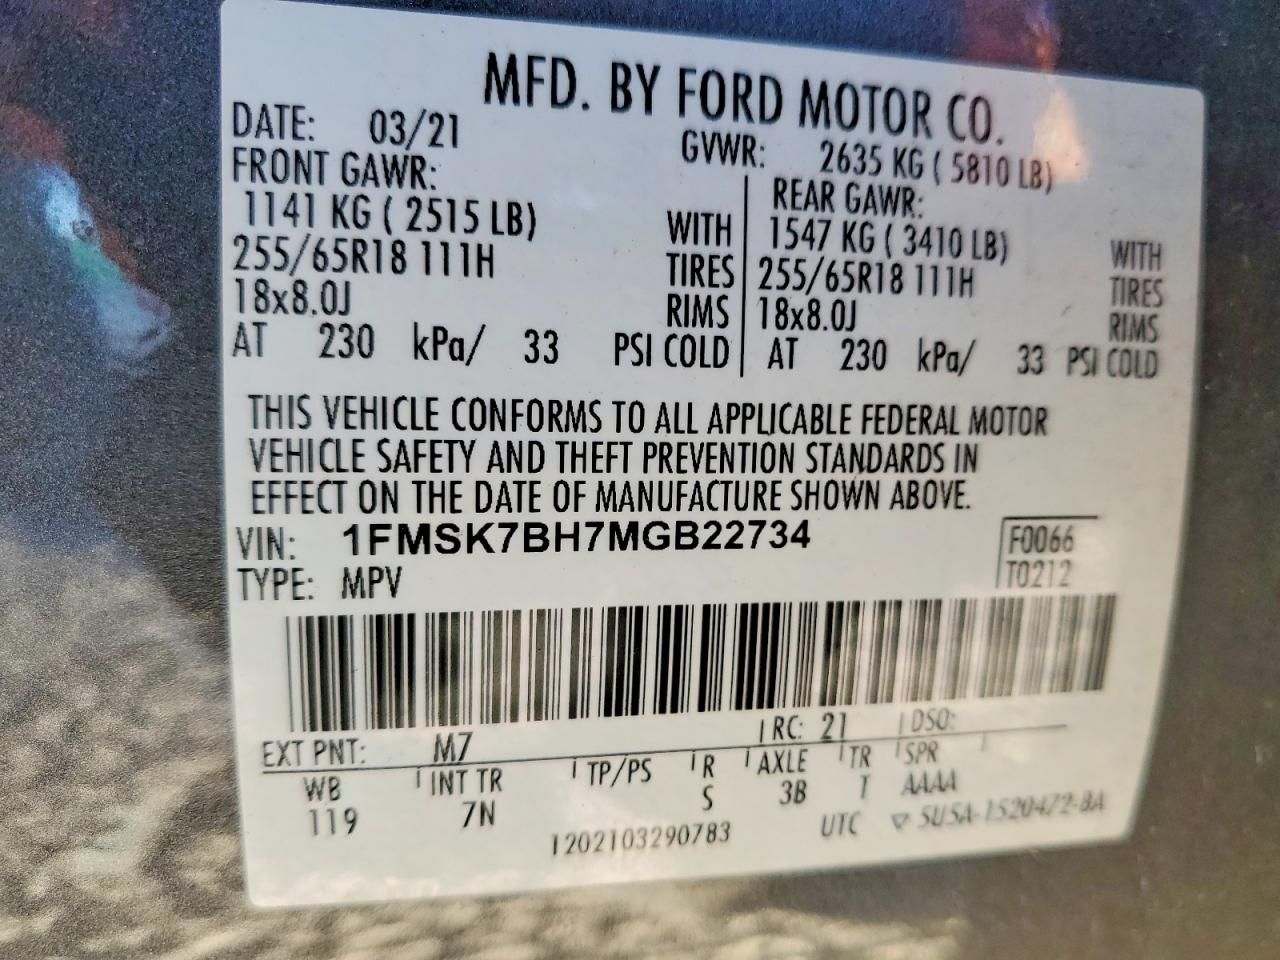 MFD. BY FORD MOTOR CO.
DATE: 03/21 GVWR: 2635 KG ( 5810 LB)
FRONT GAWR: REAR GAWR:
1141 KG ( 2515 LB) WITH 1547 KG ( 3410 LB) WITH
255/65R18 111H TIRES 255/65R18 111H TIRES
18x8.0J RIMS 18x8.0J RIMS
AT 230 kPa/ 33 PSI COLD AT 230 kPa/ 33 PSI COLD
THIS VEHICLE CONFORMS TO ALL APPLICABLE FEDERAL MOTOR
VEHICLE SAFETY AND THEFT PREVENTION STANDARDS IN
EFFECT ON THE DATE OF MANUFACTURE SHOWN ABOVE.
VIN: 1FMSK7BH7MGB22734 F0066
TYPE: MPV T0212
EXT PNT: M7 RC: 21 DSO:
WB INT TR TP/PS R AXLE TR SPR
119 7N S 3B T AAAA
1202103290783 UTC ▽ SU5A-1520472-BA